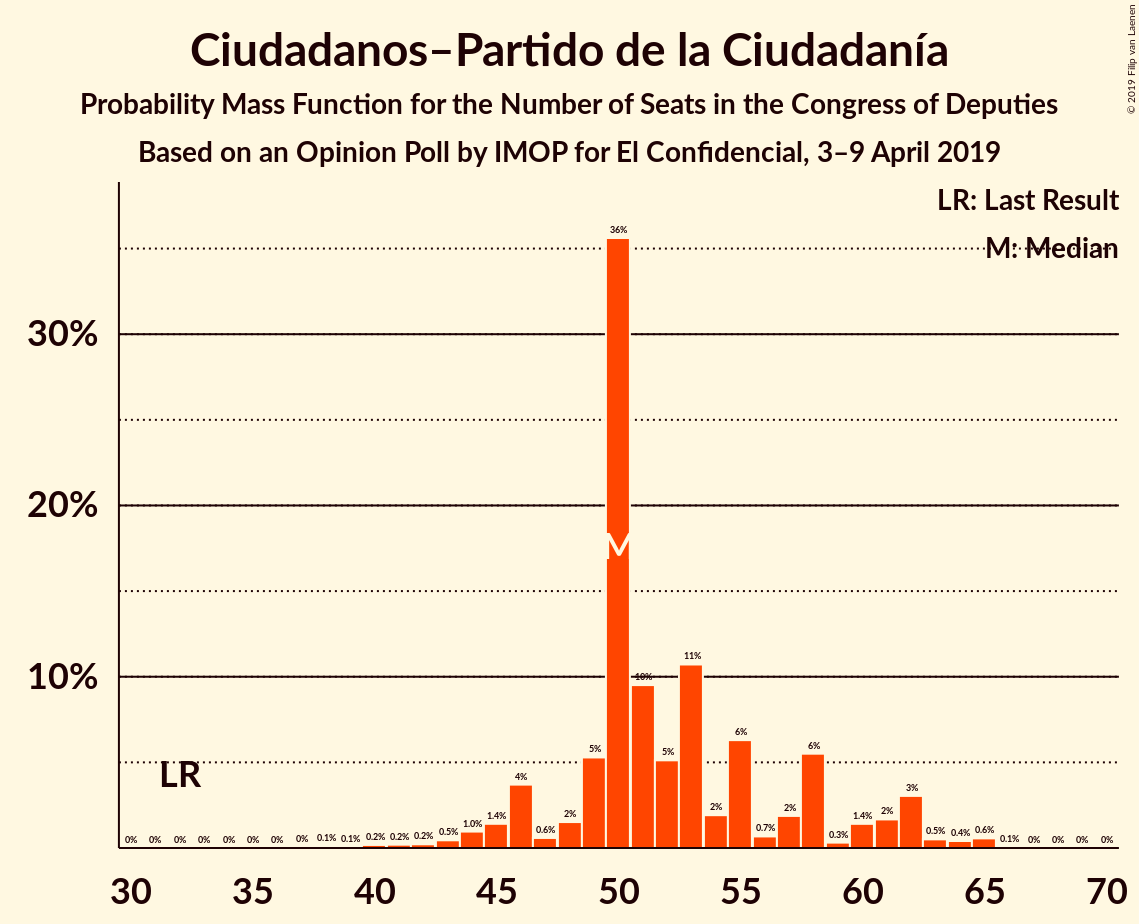 Ciudadanos–Partido de la Ciudadanía
Probability Mass Function for the Number of Seats in the Congress of Deputies
Based on an Opinion Poll by IMOP for El Confidencial, 3–9 April 2019
© 2019 Filip van Laenen
LR: Last Result
M: Median
30%
20%
10%
LR
M
0% 0% 0% 0% 0% 0% 0% 0% 0.1% 0.1% 0.2% 0.2% 0.2% 0.5% 1.0% 1.4% 4% 0.6% 2% 5% 36% 10% 5% 11% 2% 6% 0.7% 2% 6% 0.3% 1.4% 2% 3% 0.5% 0.4% 0.6% 0.1% 0% 0% 0% 0%
30 35 40 45 50 55 60 65 70